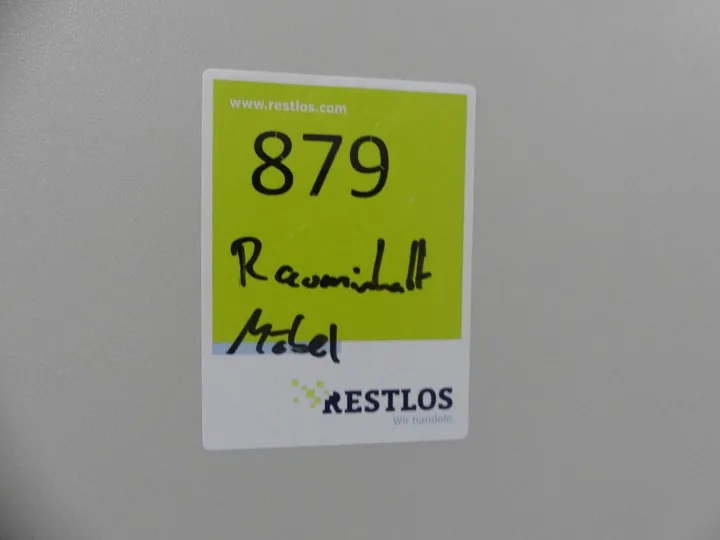 www.restlos.com
879
Rauminhalt
Möbel
RESTLOS
Wir handeln.